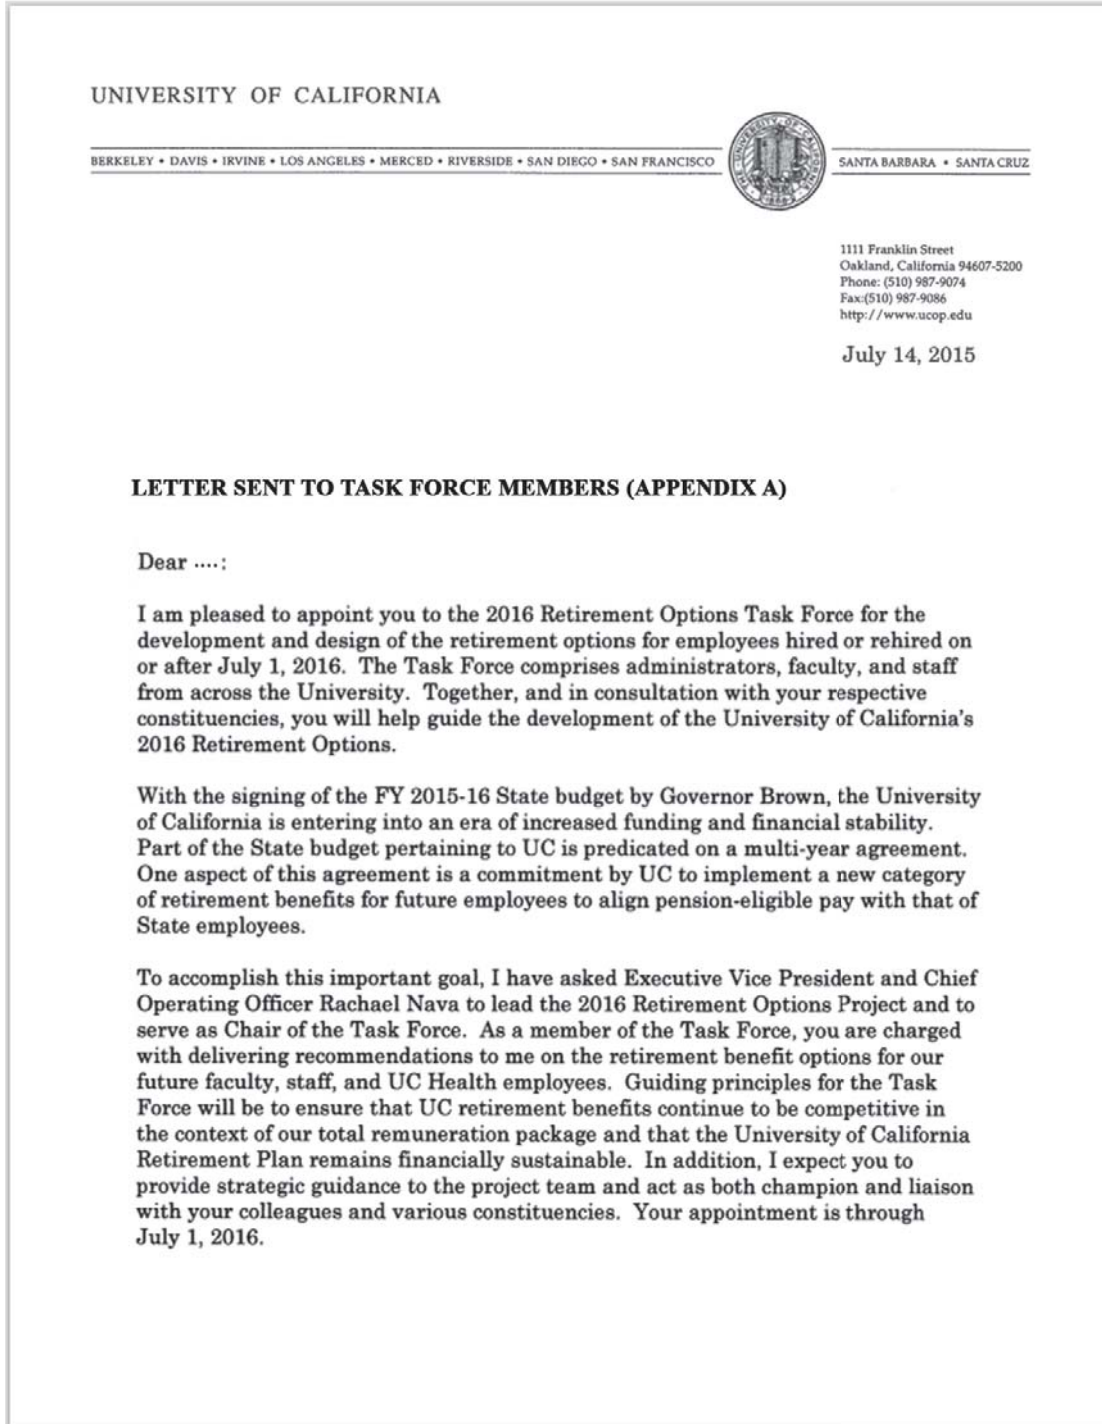 UNIVERSITY OF CALIFORNIA
BERKELEY • DAVIS • IRVINE • LOS ANGELES • MERCED • RIVERSIDE • SAN DIEGO • SAN FRANCISCO
SANTA BARBARA • SANTA CRUZ
1111 Franklin Street
Oakland, California 94607-5200
Phone: (510) 987-9074
Fax:(510) 987-9086
http://www.ucop.edu
July 14, 2015
LETTER SENT TO TASK FORCE MEMBERS (APPENDIX A)
Dear ....:
I am pleased to appoint you to the 2016 Retirement Options Task Force for the
development and design of the retirement options for employees hired or rehired on
or after July 1, 2016.  The Task Force comprises administrators, faculty, and staff
from across the University.  Together, and in consultation with your respective
constituencies, you will help guide the development of the University of California's
2016 Retirement Options.
With the signing of the FY 2015-16 State budget by Governor Brown, the University
of California is entering into an era of increased funding and financial stability.
Part of the State budget pertaining to UC is predicated on a multi-year agreement.
One aspect of this agreement is a commitment by UC to implement a new category
of retirement benefits for future employees to align pension-eligible pay with that of
State employees.
To accomplish this important goal, I have asked Executive Vice President and Chief
Operating Officer Rachael Nava to lead the 2016 Retirement Options Project and to
serve as Chair of the Task Force.  As a member of the Task Force, you are charged
with delivering recommendations to me on the retirement benefit options for our
future faculty, staff, and UC Health employees.  Guiding principles for the Task
Force will be to ensure that UC retirement benefits continue to be competitive in
the context of our total remuneration package and that the University of California
Retirement Plan remains financially sustainable.  In addition, I expect you to
provide strategic guidance to the project team and act as both champion and liaison
with your colleagues and various constituencies.  Your appointment is through
July 1, 2016.